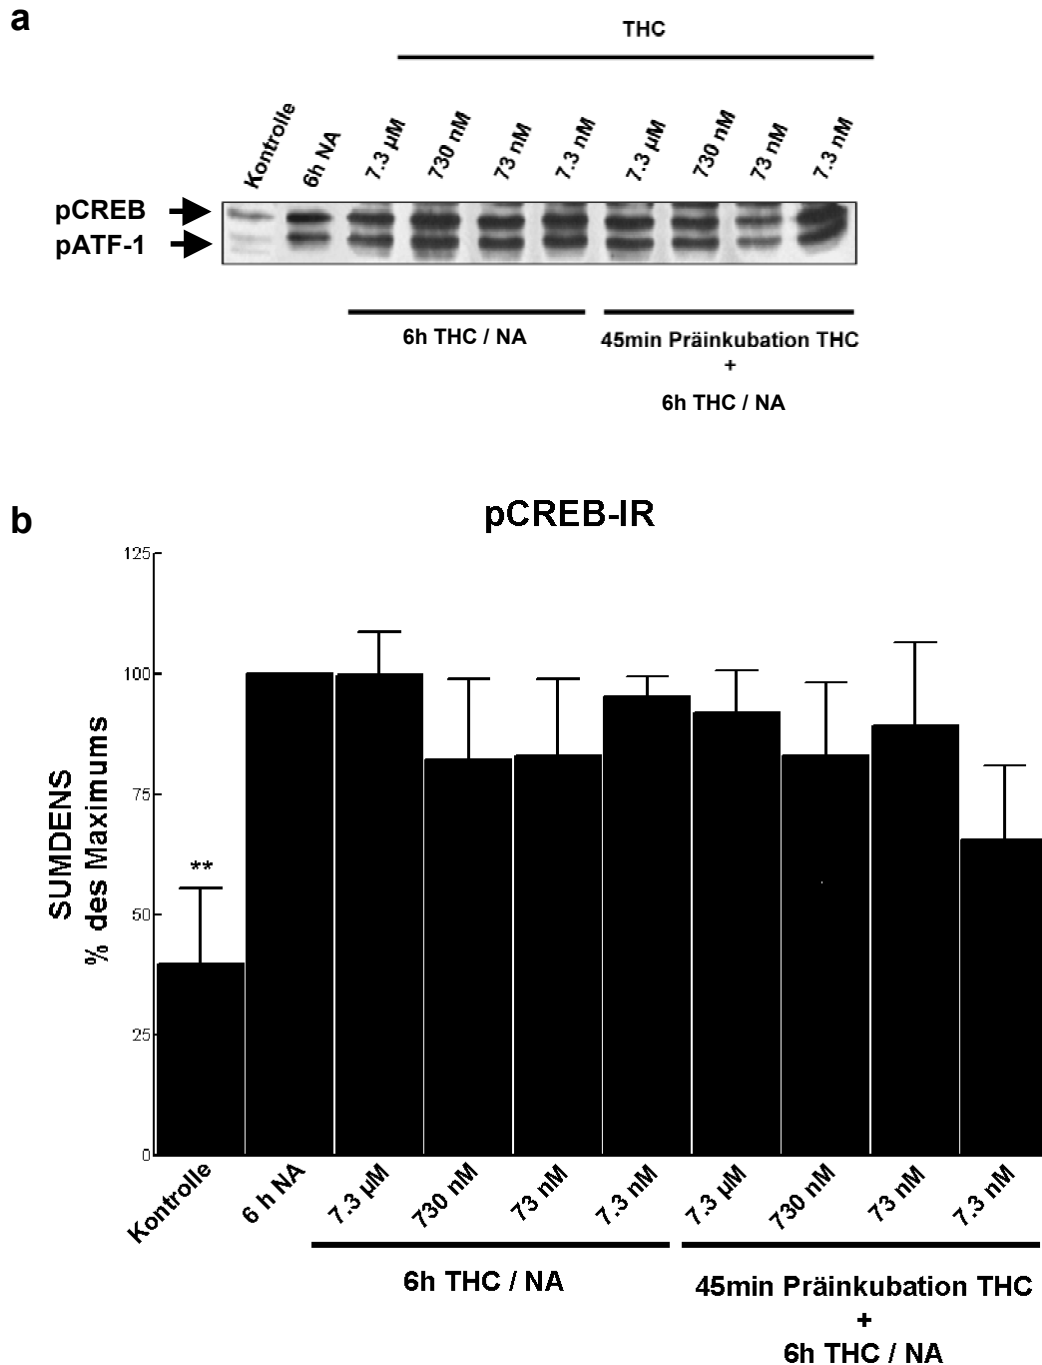 a
THC
Kontrolle
6h NA
7.3 µM
730 nM
73 nM
7.3 nM
7.3 µM
730 nM
73 nM
7.3 nM
pCREB
pATF-1
6h THC / NA
45min Präinkubation THC
+
6h THC / NA
b
pCREB-IR
SUMDENS
% des Maximums
125
100
75
50
25
0
**
Kontrolle
6 h NA
7.3 µM
730 nM
73 nM
7.3 nM
7.3 µM
730 nM
73 nM
7.3 nM
6h THC / NA
45min Präinkubation THC
+
6h THC / NA